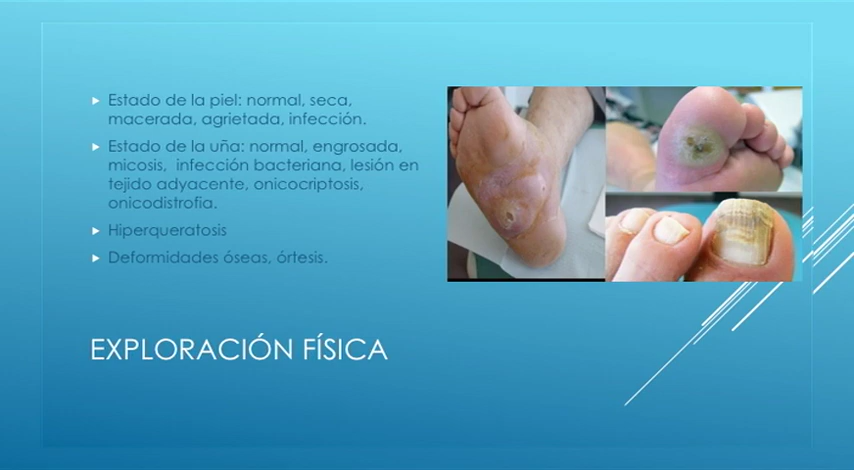 Estado de la piel: normal, seca,
macerada, agrietada, infección.
Estado de la uña: normal, engrosada,
micosis, infección bacteriana, lesión en
tejido adyacente, onicocriptosis,
onicodistrofia.
Hiperqueratosis
Deformidades óseas, órtesis.
EXPLORACIÓN FÍSICA